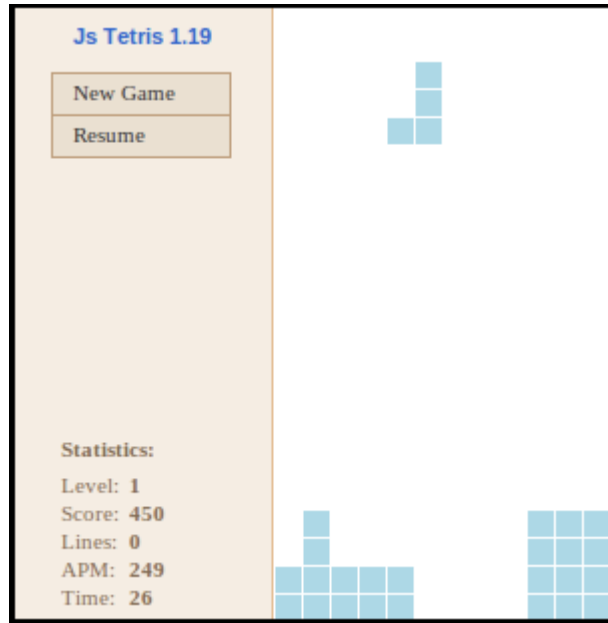 Js Tetris 1.19
New Game
Resume
Statistics:
Level: 1
Score: 450
Lines: 0
APM: 249
Time: 26